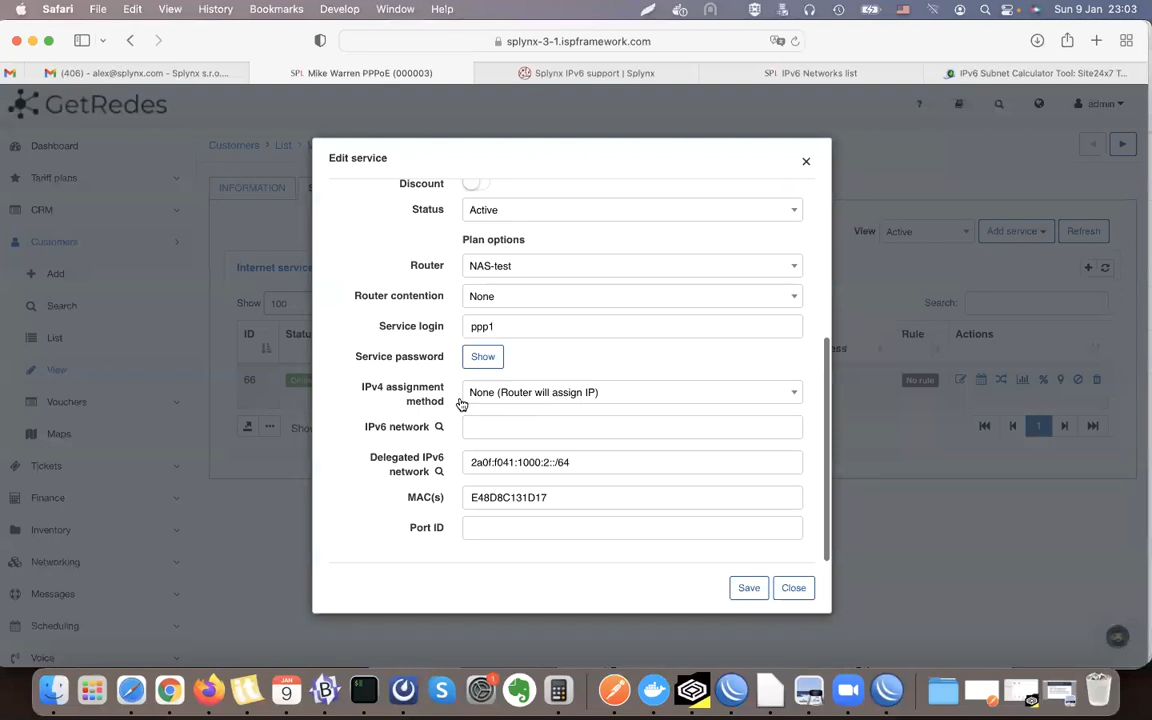 Safari File Edit View History Bookmarks Develop Window Help Sun 9 Jan 23:03
splynx-3-1.ispframework.com
(406) - alex@splynx.com - Splynx s.r.o....
SPL Mike Warren PPPoE (000003)
Splynx IPv6 support | Splynx
SPL IPv6 Networks list
IPv6 Subnet Calculator Tool: Site24x7 T...
GetRedes
? admin
Dashboard
Tariff plans
CRM
Customers
Add
Search
List
View
Vouchers
Maps
Tickets
Finance
Inventory
Networking
Messages
Scheduling
Voice
Customers / List /
INFORMATION
View Active Add service Refresh
Internet service
Show 100
Search:
ID
Rule Actions
66
No rule
1
Edit service ×
Discount
Status Active
Plan options
Router NAS-test
Router contention None
Service login ppp1
Service password Show
IPv4 assignment
method
None (Router will assign IP)
IPv6 network
Delegated IPv6
network
2a0f:f041:1000:2::/64
MAC(s) E48D8C131D17
Port ID
Save Close
JAN
9
1